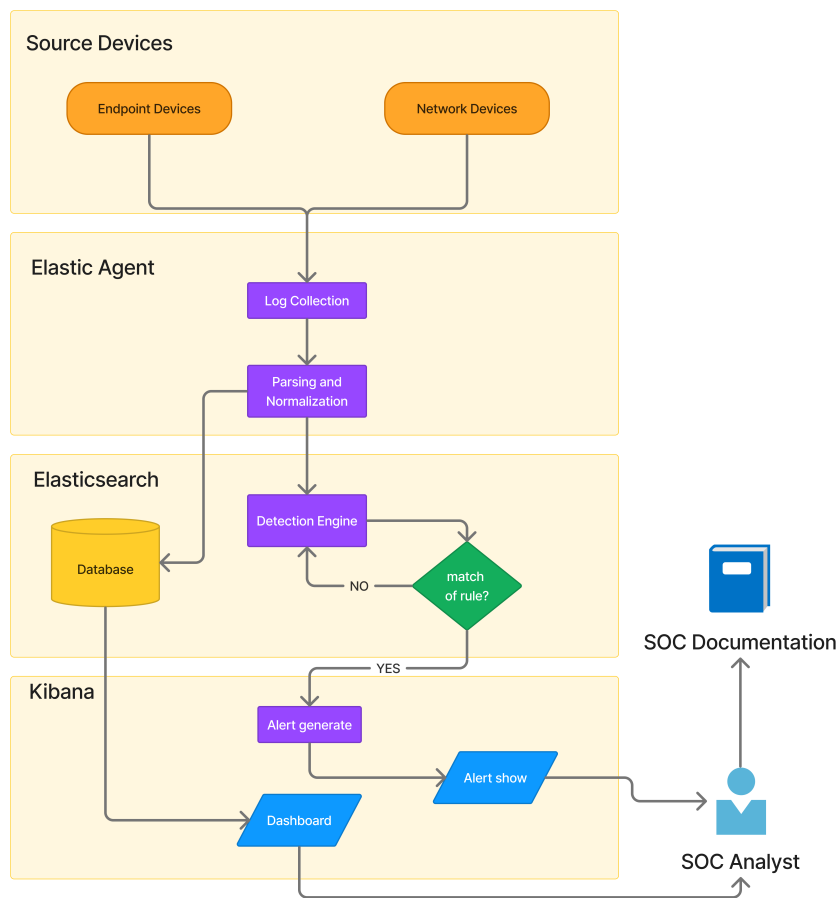 Source Devices
Endpoint Devices
Network Devices
Elastic Agent
Log Collection
Parsing and
Normalization
Elasticsearch
Detection Engine
Database
match
of rule?
NO
SOC Documentation
YES
Kibana
Alert generate
Alert show
Dashboard
SOC Analyst